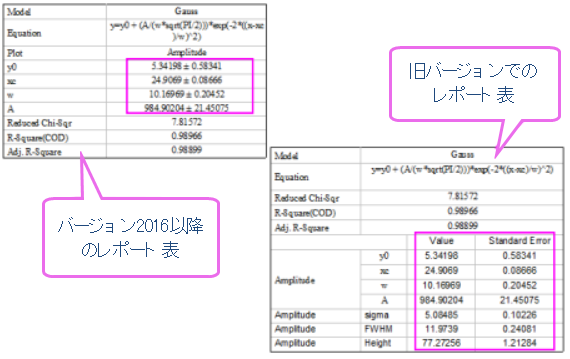 Model Gauss
Equation y=y0 + (A/(w*sqrt(PI/2)))*exp(-2*((x-xc
)/w)^2)
Plot Amplitude
y0 5.34198 ± 0.58341
xc 24.9069 ± 0.08666
w 10.16969 ± 0.20452
A 984.90204 ± 21.45075
Reduced Chi-Sqr 7.81572
R-Square(COD) 0.98966
Adj. R-Square 0.98899
バージョン2016以降
のレポート 表
旧バージョンでの
レポート 表
Model Gauss
Equation y=y0 + (A/(w*sqrt(PI/2)))*exp(-2*((x-xc)/w)^2)
Reduced Chi-Sqr 7.81572
R-Square(COD) 0.98966
Adj. R-Square 0.98899
Value Standard Error
Amplitude
y0 5.34198 0.58341
xc 24.9069 0.08666
w 10.16969 0.20452
A 984.90204 21.45075
Amplitude sigma 5.08485 0.10226
Amplitude FWHM 11.9739 0.24081
Amplitude Height 77.27256 1.21284